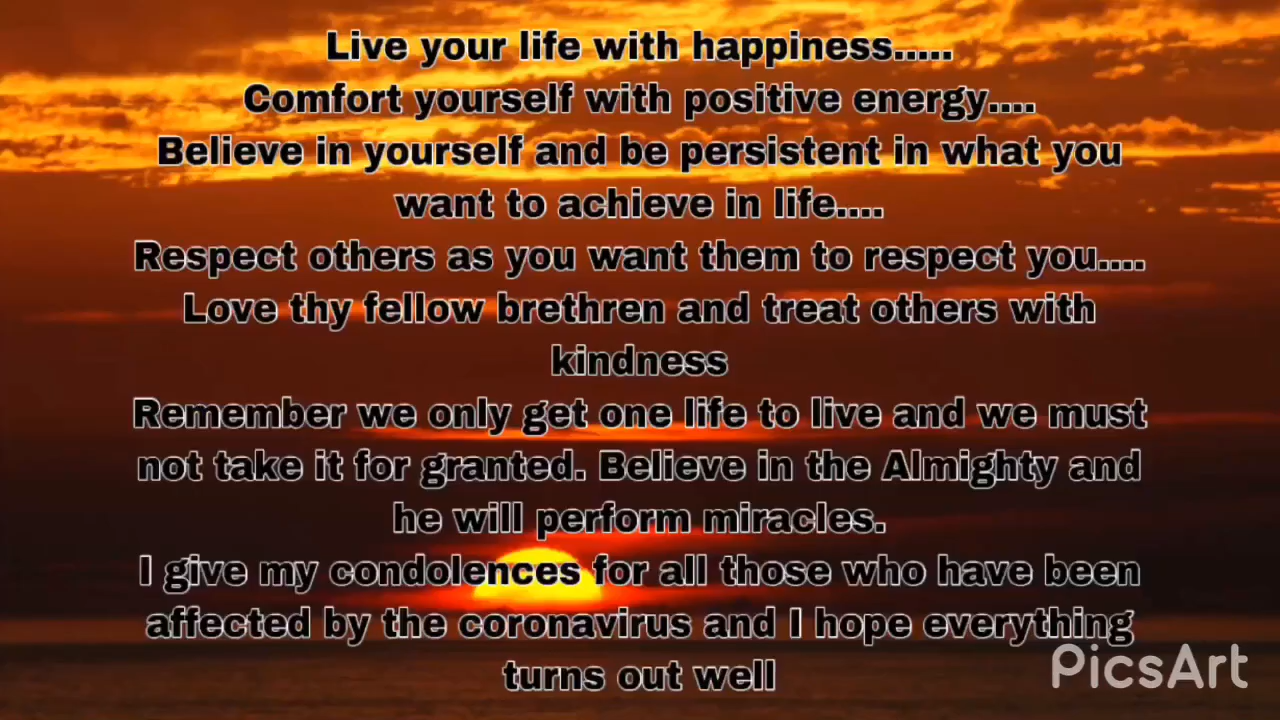 Live your life with happiness.....
Comfort yourself with positive energy....
Believe in yourself and be persistent in what you
want to achieve in life....
Respect others as you want them to respect you....
Love thy fellow brethren and treat others with
kindness
Remember we only get one life to live and we must
not take it for granted. Believe in the Almighty and
he will perform miracles.
I give my condolences for all those who have been
affected by the coronavirus and I hope everything
turns out well
PicsArt